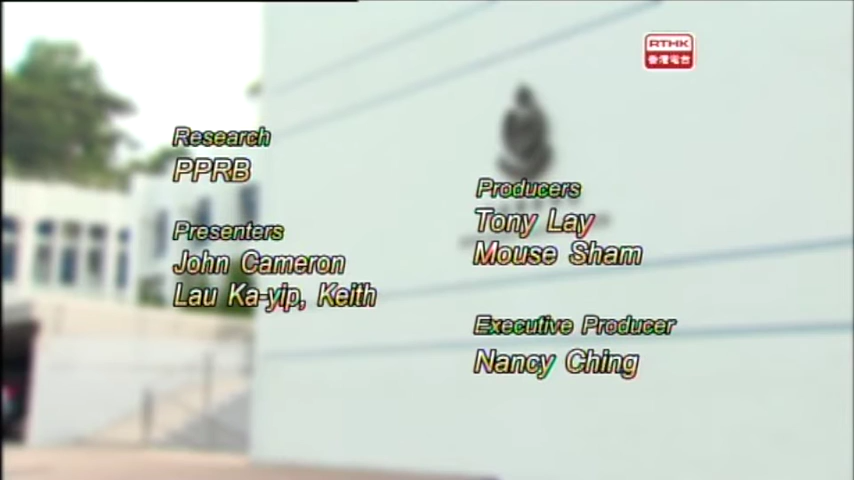 RTHK
香港電台
Research
PPRB
Presenters
John Cameron
Lau Ka-yip, Keith
Producers
Tony Lay
Mouse Sham
Executive Producer
Nancy Ching